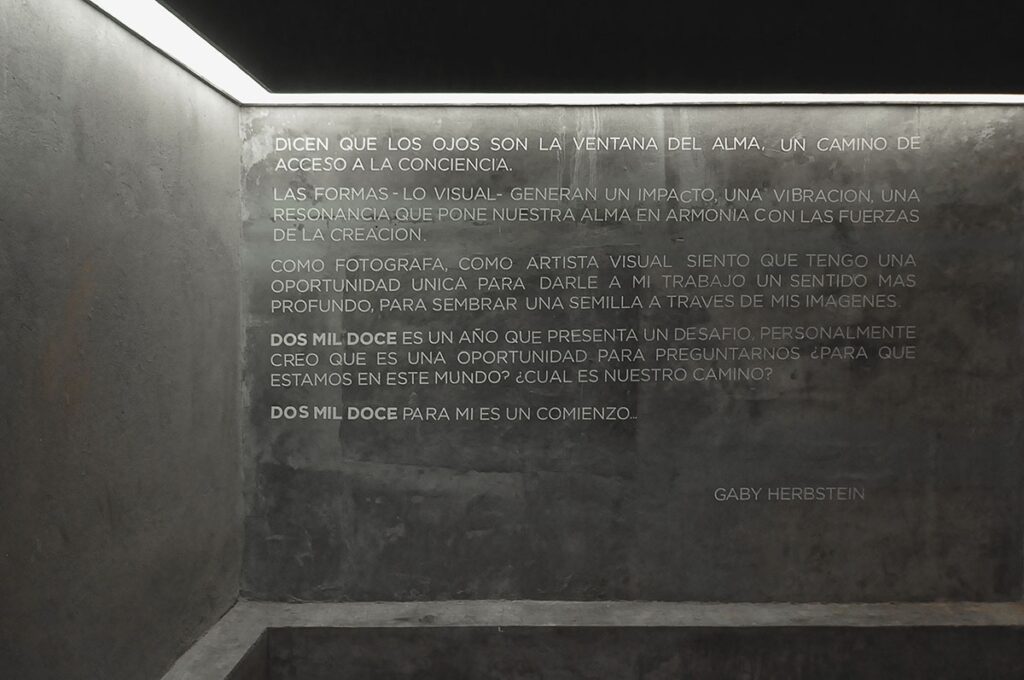 DICEN QUE LOS OJOS SON LA VENTANA DEL ALMA, UN CAMINO DE
ACCESO A LA CONCIENCIA.
LAS FORMAS - LO VISUAL- GENERAN UN IMPACTO, UNA VIBRACION, UNA
RESONANCIA QUE PONE NUESTRA ALMA EN ARMONIA CON LAS FUERZAS
DE LA CREACION.
COMO FOTOGRAFA, COMO ARTISTA VISUAL SIENTO QUE TENGO UNA
OPORTUNIDAD UNICA PARA DARLE A MI TRABAJO UN SENTIDO MAS
PROFUNDO, PARA SEMBRAR UNA SEMILLA A TRAVES DE MIS IMAGENES.
DOS MIL DOCE ES UN AÑO QUE PRESENTA UN DESAFIO, PERSONALMENTE
CREO QUE ES UNA OPORTUNIDAD PARA PREGUNTARNOS ¿PARA QUE
ESTAMOS EN ESTE MUNDO? ¿CUAL ES NUESTRO CAMINO?
DOS MIL DOCE PARA MI ES UN COMIENZO...
GABY HERBSTEIN